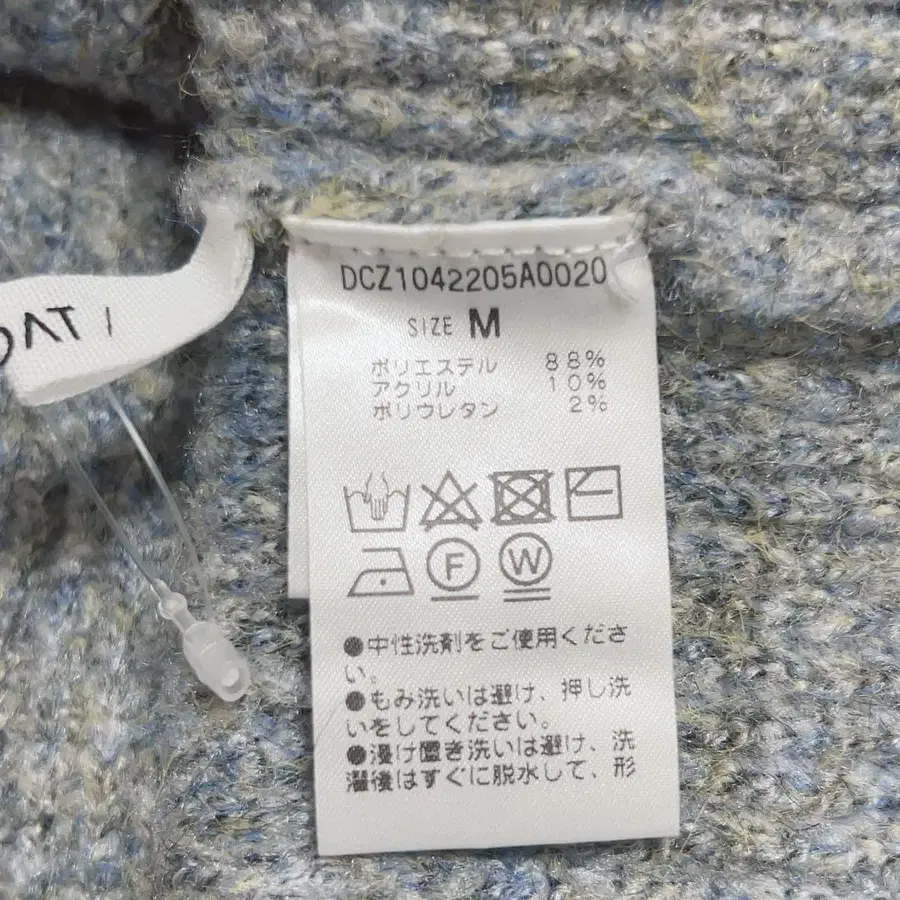 DCZ1042205A0020
SIZE M
ポリエステル 88%
アクリル 10%
ポリウレタン 2%
F W
●中性洗剤をご使用くださ
い。
●もみ洗いは避け、押し洗
いをしてください。
●浸け置き洗いは避け、洗
濯後はすぐに脱水して、形